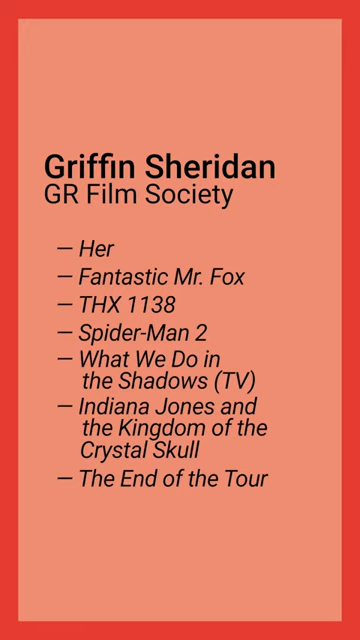 Griffin Sheridan
GR Film Society
— Her
— Fantastic Mr. Fox
— THX 1138
— Spider-Man 2
— What We Do in
the Shadows (TV)
— Indiana Jones and
the Kingdom of the
Crystal Skull
— The End of the Tour